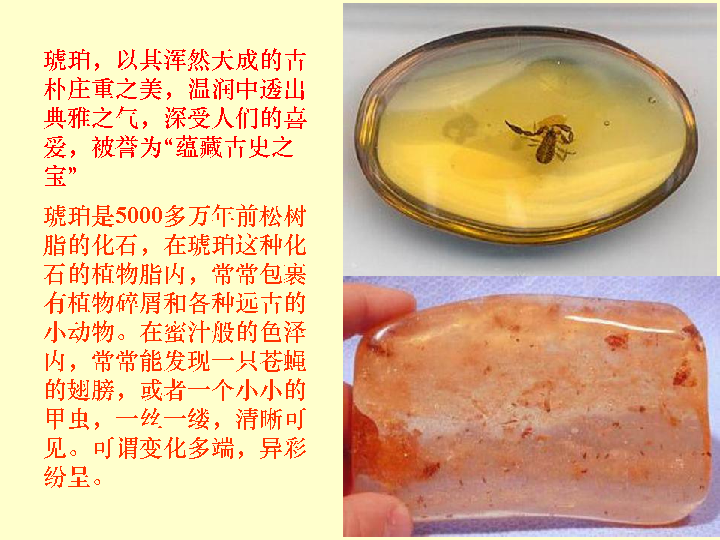 琥珀，以其浑然天成的古
朴庄重之美，温润中透出
典雅之气，深受人们的喜
爱，被誉为“蕴藏古史之
宝”
琥珀是5000多万年前松树
脂的化石，在琥珀这种化
石的植物脂内，常常包裹
有植物碎屑和各种远古的
小动物。在蜜汁般的色泽
内，常常能发现一只苍蝇
的翅膀，或者一个小小的
甲虫，一丝一缕，清晰可
见。可谓变化多端，异彩
纷呈。